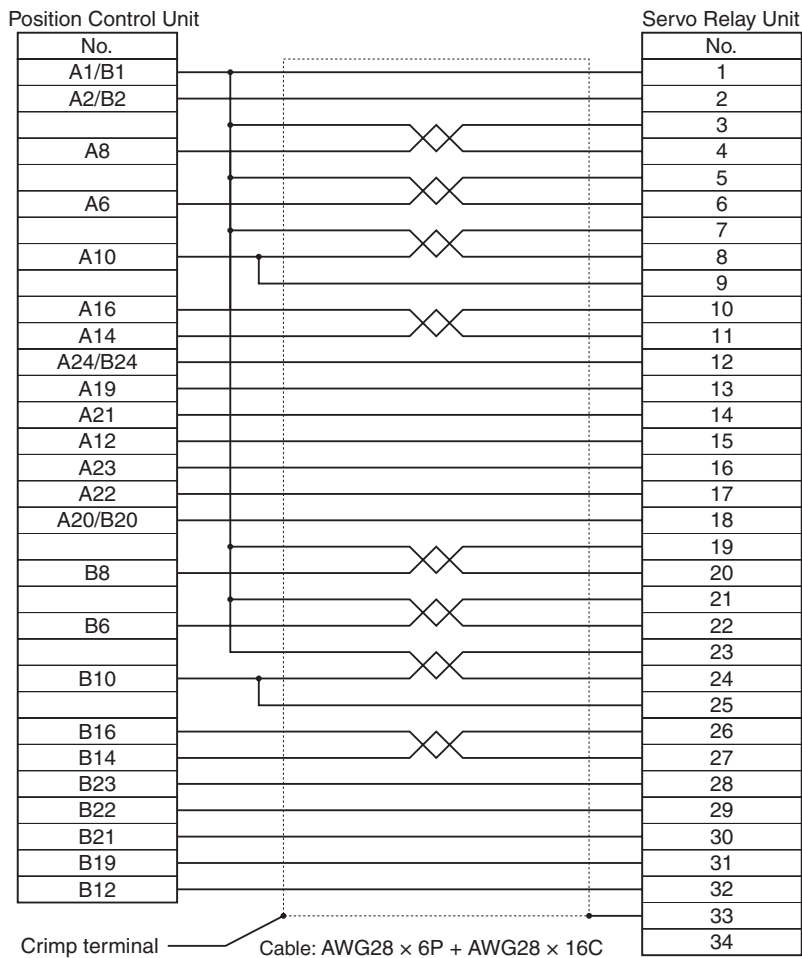 Position Control Unit Servo Relay Unit
No. No.
A1/B1 1
A2/B2 2
3
A8 4
5
A6 6
7
A10 8
9
A16 10
A14 11
A24/B24 12
A19 13
A21 14
A12 15
A23 16
A22 17
A20/B20 18
19
B8 20
21
B6 22
23
B10 24
25
B16 26
B14 27
B23 28
B22 29
B21 30
B19 31
B12 32
33
Crimp terminal Cable: AWG28 × 6P + AWG28 × 16C 34